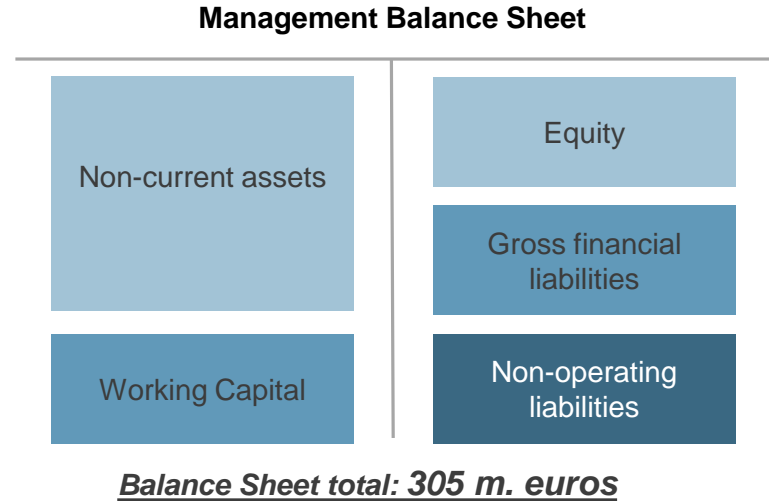 Management Balance Sheet
Non-current assets
Working Capital
Equity
Gross financial
liabilities
Non-operating
liabilities
Balance Sheet total: 305 m. euros